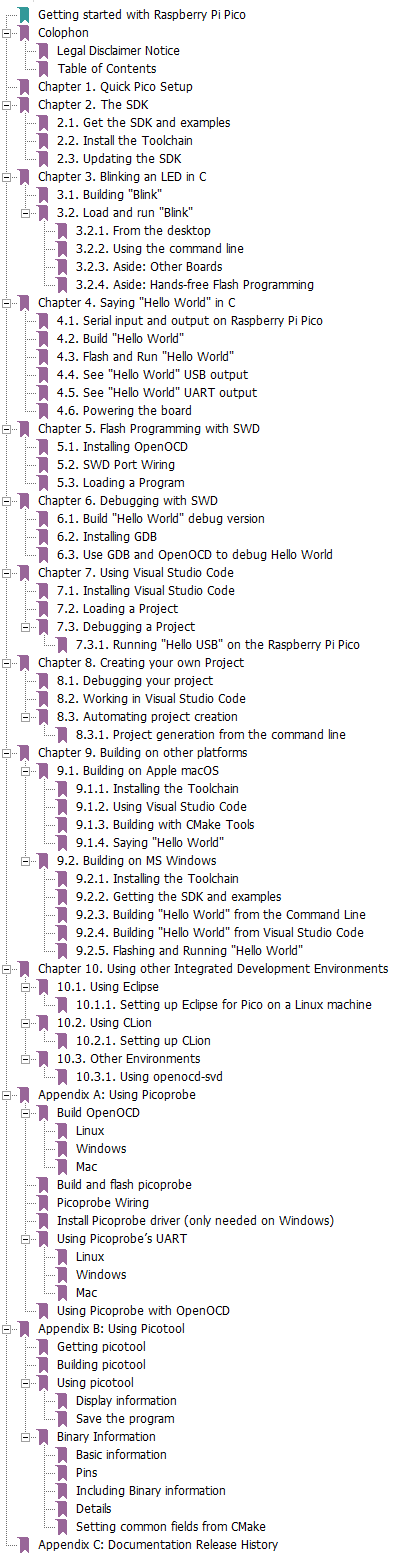 Getting started with Raspberry Pi Pico
Colophon
Legal Disclaimer Notice
Table of Contents
Chapter 1. Quick Pico Setup
Chapter 2. The SDK
2.1. Get the SDK and examples
2.2. Install the Toolchain
2.3. Updating the SDK
Chapter 3. Blinking an LED in C
3.1. Building "Blink"
3.2. Load and run "Blink"
3.2.1. From the desktop
3.2.2. Using the command line
3.2.3. Aside: Other Boards
3.2.4. Aside: Hands-free Flash Programming
Chapter 4. Saying "Hello World" in C
4.1. Serial input and output on Raspberry Pi Pico
4.2. Build "Hello World"
4.3. Flash and Run "Hello World"
4.4. See "Hello World" USB output
4.5. See "Hello World" UART output
4.6. Powering the board
Chapter 5. Flash Programming with SWD
5.1. Installing OpenOCD
5.2. SWD Port Wiring
5.3. Loading a Program
Chapter 6. Debugging with SWD
6.1. Build "Hello World" debug version
6.2. Installing GDB
6.3. Use GDB and OpenOCD to debug Hello World
Chapter 7. Using Visual Studio Code
7.1. Installing Visual Studio Code
7.2. Loading a Project
7.3. Debugging a Project
7.3.1. Running "Hello USB" on the Raspberry Pi Pico
Chapter 8. Creating your own Project
8.1. Debugging your project
8.2. Working in Visual Studio Code
8.3. Automating project creation
8.3.1. Project generation from the command line
Chapter 9. Building on other platforms
9.1. Building on Apple macOS
9.1.1. Installing the Toolchain
9.1.2. Using Visual Studio Code
9.1.3. Building with CMake Tools
9.1.4. Saying "Hello World"
9.2. Building on MS Windows
9.2.1. Installing the Toolchain
9.2.2. Getting the SDK and examples
9.2.3. Building "Hello World" from the Command Line
9.2.4. Building "Hello World" from Visual Studio Code
9.2.5. Flashing and Running "Hello World"
Chapter 10. Using other Integrated Development Environments
10.1. Using Eclipse
10.1.1. Setting up Eclipse for Pico on a Linux machine
10.2. Using CLion
10.2.1. Setting up CLion
10.3. Other Environments
10.3.1. Using openocd-svd
Appendix A: Using Picoprobe
Build OpenOCD
Linux
Windows
Mac
Build and flash picoprobe
Picoprobe Wiring
Install Picoprobe driver (only needed on Windows)
Using Picoprobe’s UART
Linux
Windows
Mac
Using Picoprobe with OpenOCD
Appendix B: Using Picotool
Getting picotool
Building picotool
Using picotool
Display information
Save the program
Binary Information
Basic information
Pins
Including Binary information
Details
Setting common fields from CMake
Appendix C: Documentation Release History